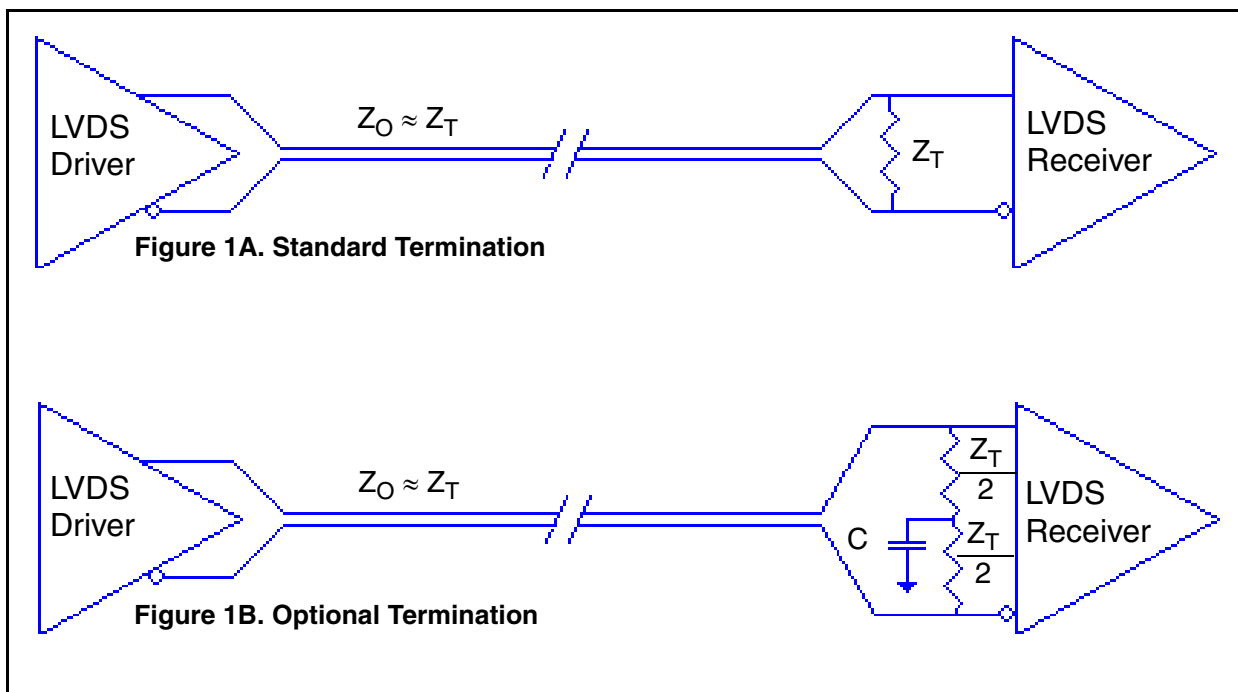 LVDS
Driver
Z_O ≈ Z_T
Z_T
LVDS
Receiver
Figure 1A. Standard Termination
LVDS
Driver
Z_O ≈ Z_T
C
Z_T
2
Z_T
2
LVDS
Receiver
Figure 1B. Optional Termination